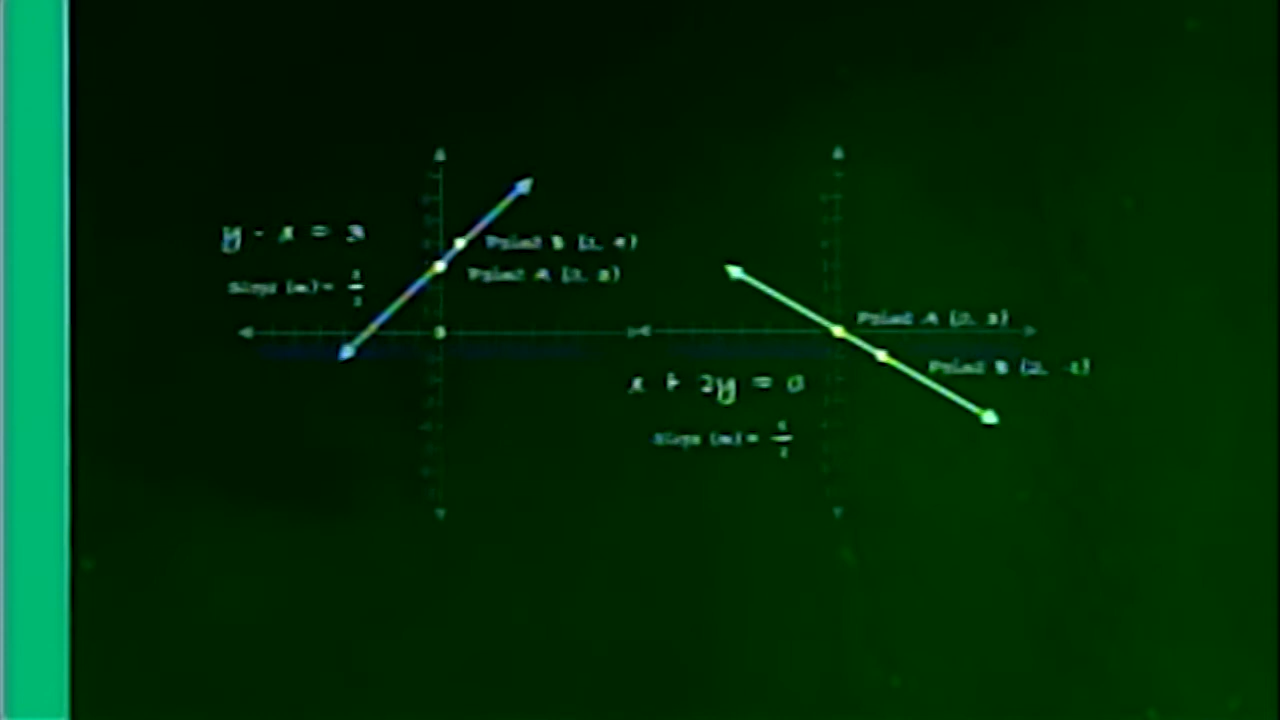 y - x = 3
Slope (m) =
Point B (1, 4)
Point A (0, 3)
x + 2y = 0
Slope (m) =
Point A (0, 0)
Point B (2, -1)